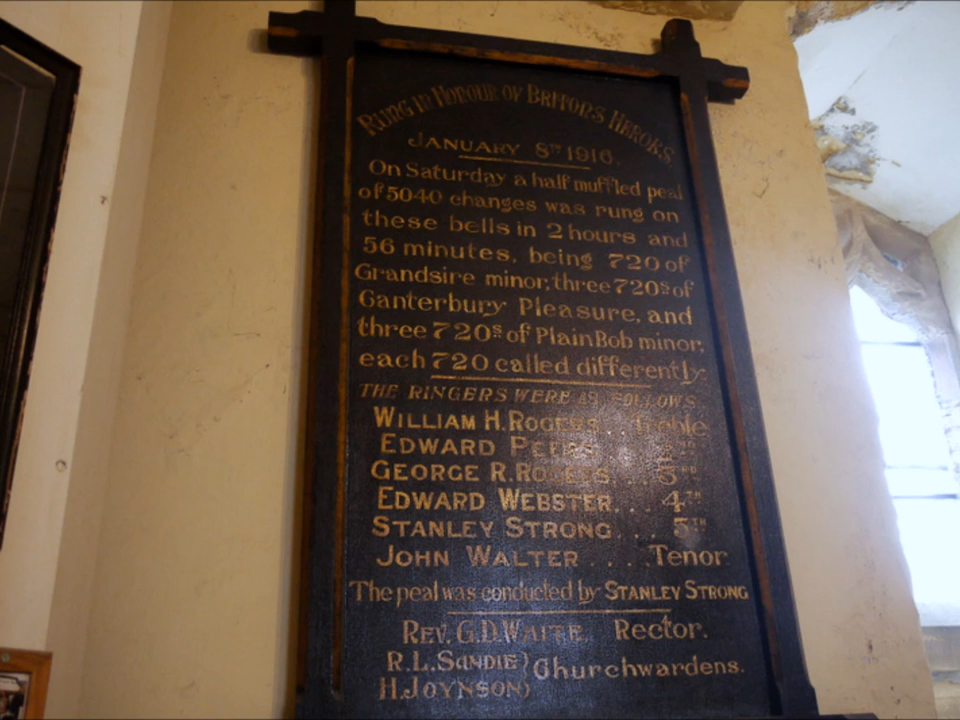 RUNG IN HONOUR OF BRITONS HEROES.
JANUARY 8TH 1916.
On Saturday a half muffled peal
of 5040 changes was rung on
these bells in 2 hours and
56 minutes, being 720 of
Grandsire minor, three 720s of
Canterbury Pleasure, and
three 720s of Plain Bob minor,
each 720 called differently.
THE RINGERS WERE AS FOLLOWS.
WILLIAM H. ROGERS . . Treble
EDWARD PEERS
GEORGE R. ROGERS . . . 3RD
EDWARD WEBSTER. . . 4TH
STANLEY STRONG . . . 5TH
JOHN WALTER . . . . Tenor
The peal was conducted by STANLEY STRONG
REV. G. D. WAITE, Rector.
R. L. SANDIE } Churchwardens.
H. JOYNSON